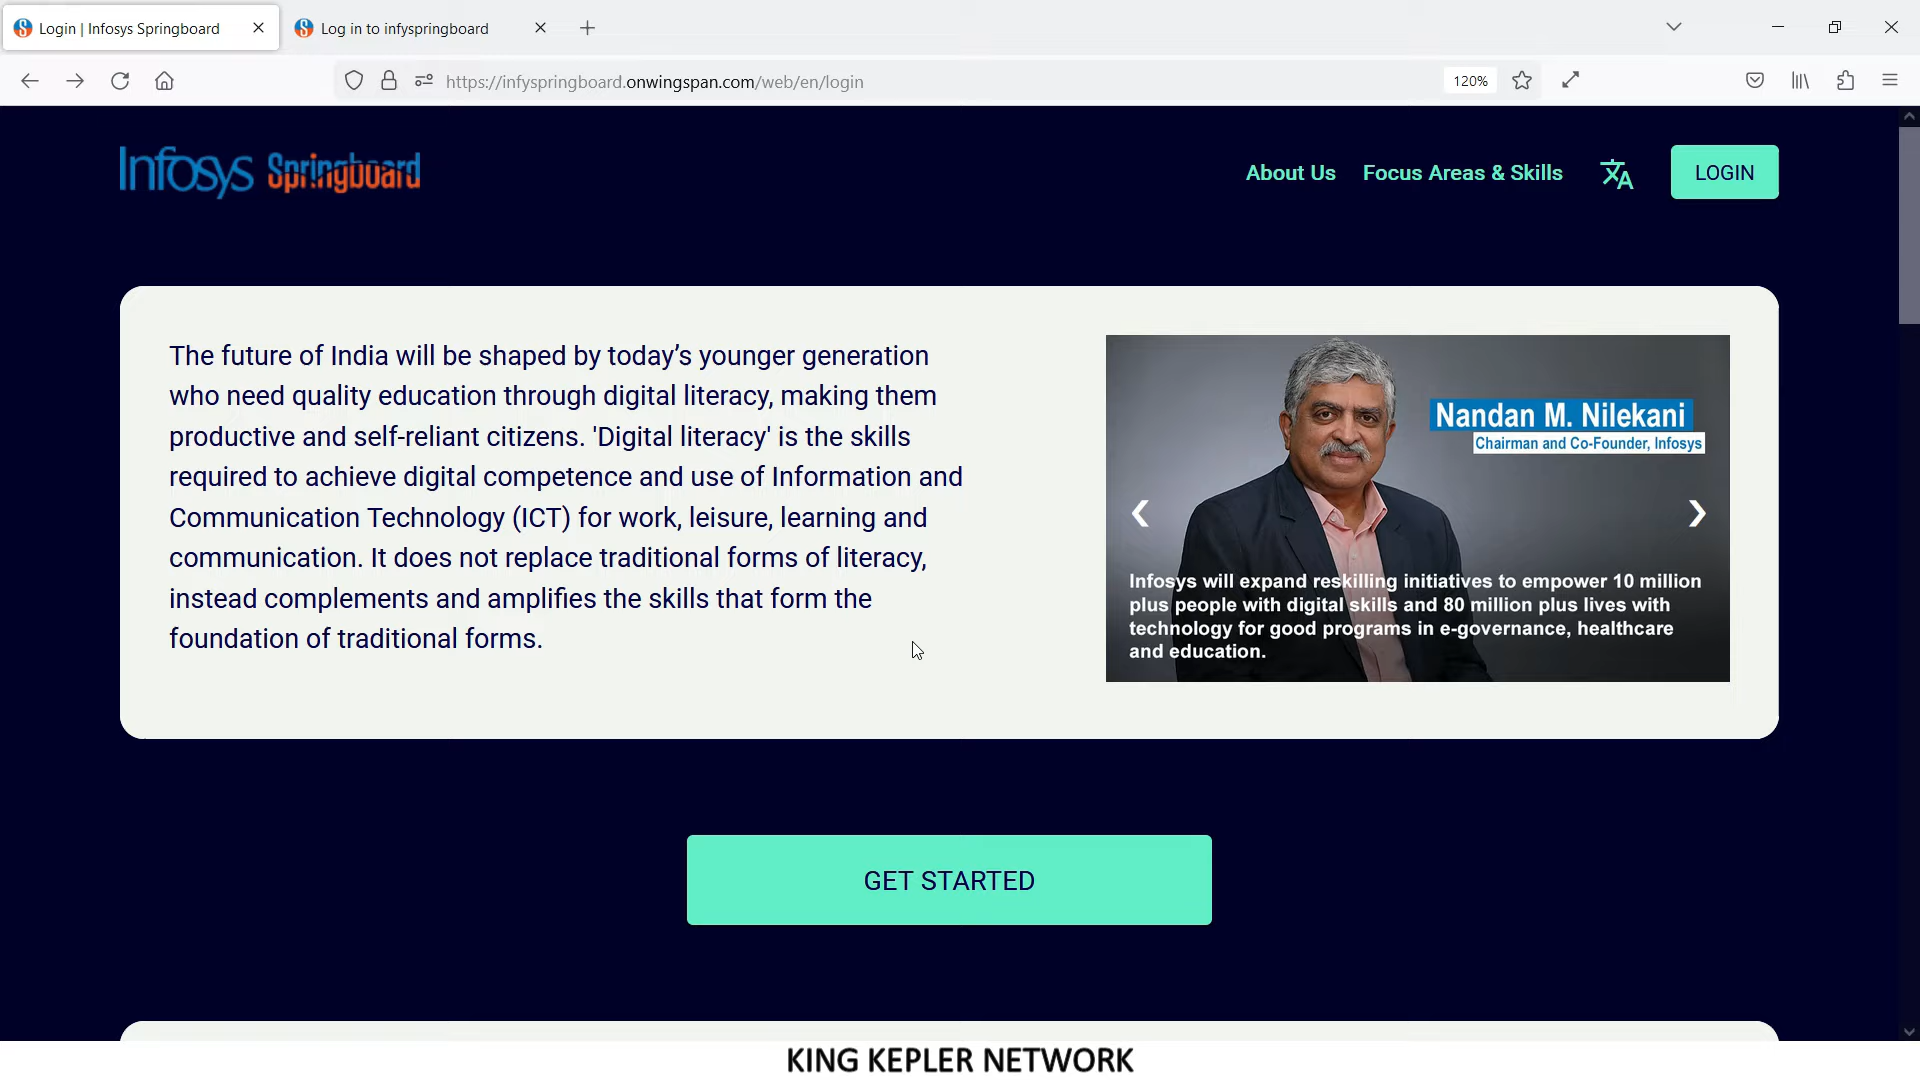 Login | Infosys Springboard
Log in to infyspringboard
https://infyspringboard.onwingspan.com/web/en/login
120%
Infosys Springboard
About Us
Focus Areas & Skills
LOGIN
The future of India will be shaped by today’s younger generation
who need quality education through digital literacy, making them
productive and self-reliant citizens. 'Digital literacy' is the skills
required to achieve digital competence and use of Information and
Communication Technology (ICT) for work, leisure, learning and
communication. It does not replace traditional forms of literacy,
instead complements and amplifies the skills that form the
foundation of traditional forms.
Nandan M. Nilekani
Chairman and Co-Founder, Infosys
Infosys will expand reskilling initiatives to empower 10 million
plus people with digital skills and 80 million plus lives with
technology for good programs in e-governance, healthcare
and education.
GET STARTED
KING KEPLER NETWORK